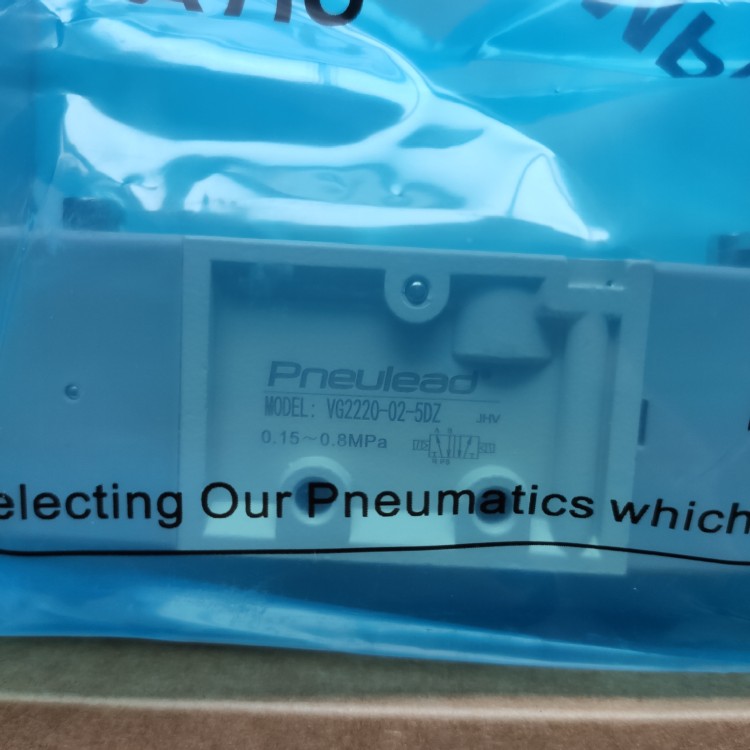 Pneulead
MODEL: VG2220-02-5DZ
JHV
0.15~0.8MPa
electing Our Pneumatics which